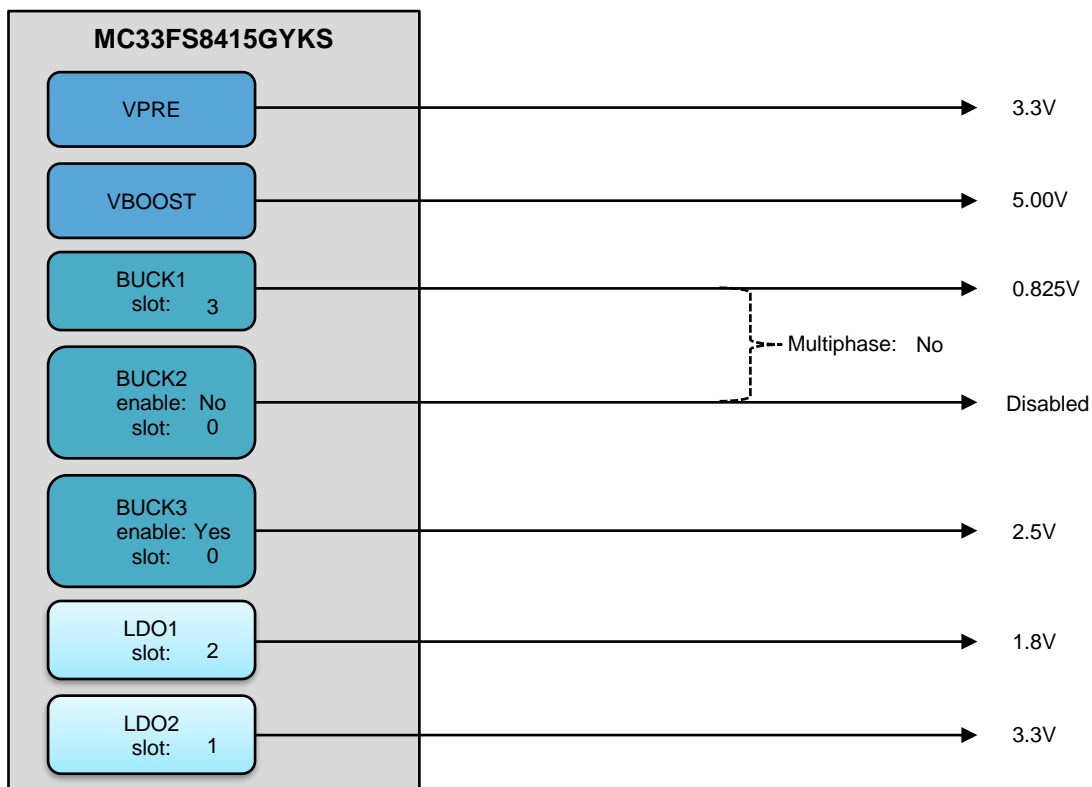 MC33FS8415GYKS
VPRE
3.3V
VBOOST
5.00V
BUCK1
slot: 3
0.825V
Multiphase: No
BUCK2
enable: No
slot: 0
Disabled
BUCK3
enable: Yes
slot: 0
2.5V
LDO1
slot: 2
1.8V
LDO2
slot: 1
3.3V